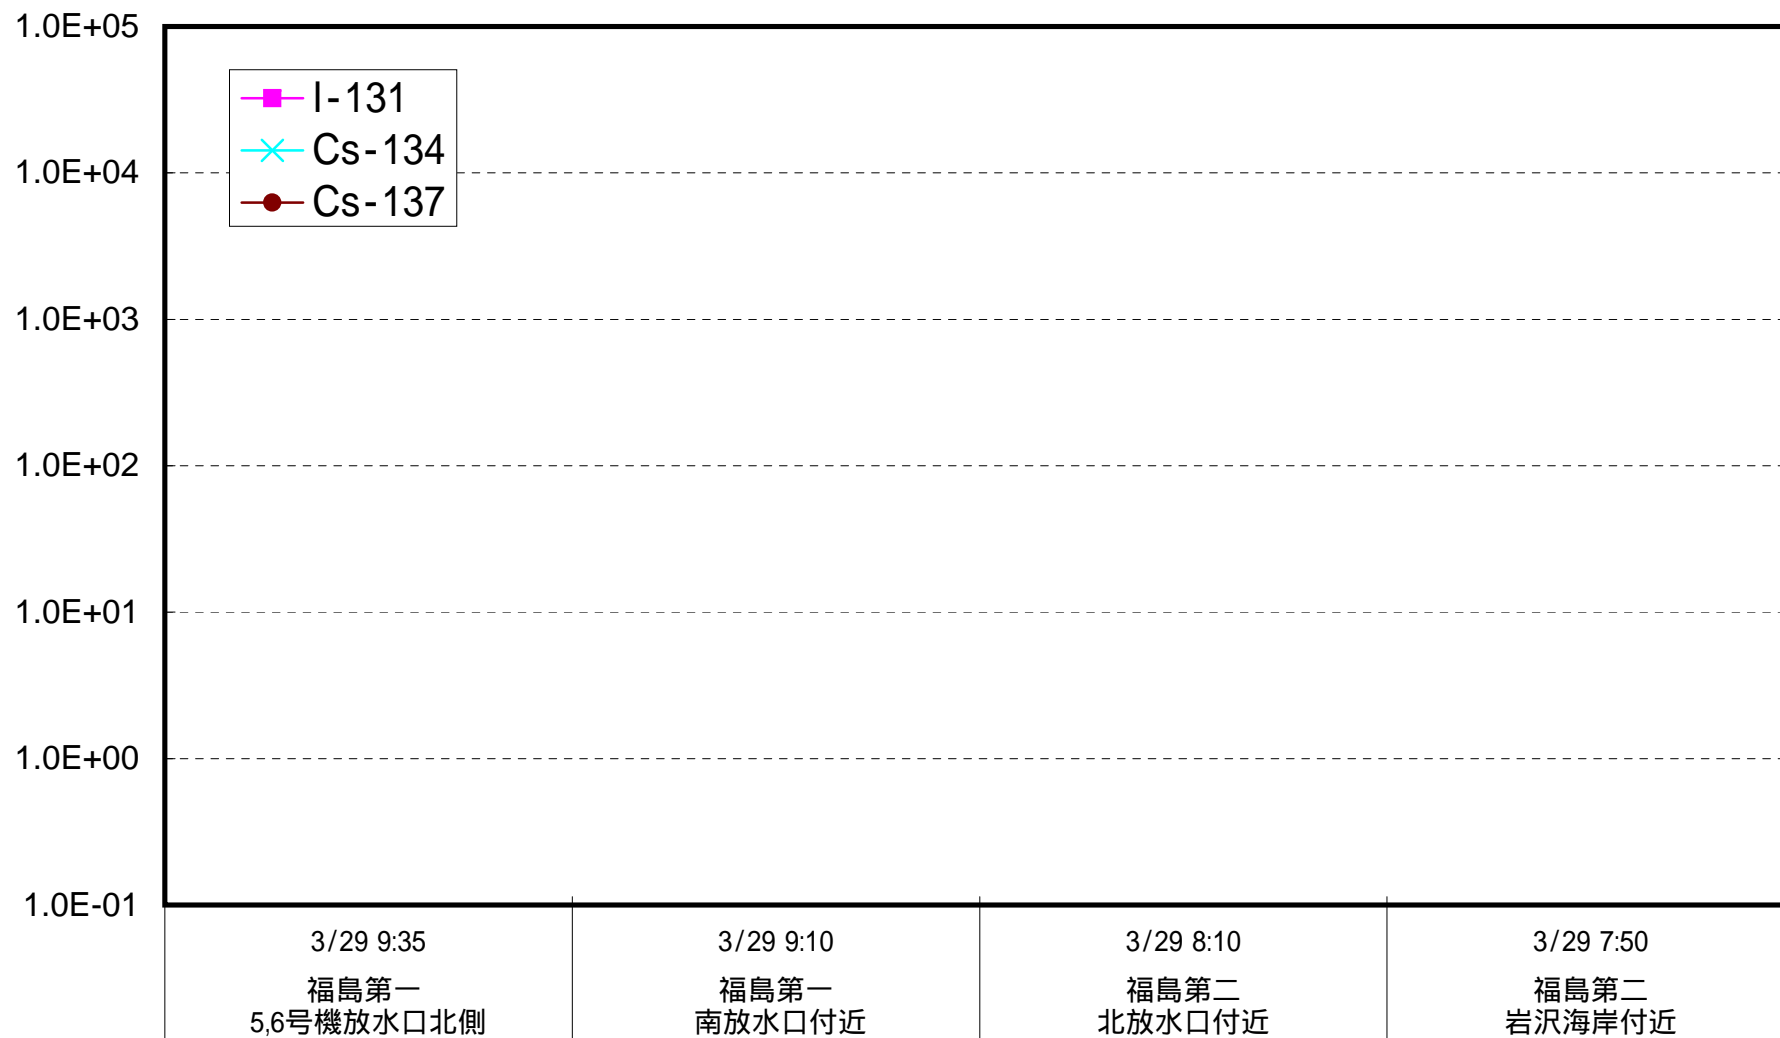 1.0E+05
I-131
Cs-134
Cs-137
1.0E+04
1.0E+03
1.0E+02
1.0E+01
1.0E+00
1.0E-01
3/29 9:35
3/29 9:10
3/29 8:10
3/29 7:50
福島第一
5,6号機放水口北側
福島第一
南放水口付近
福島第二
北放水口付近
福島第二
岩沢海岸付近